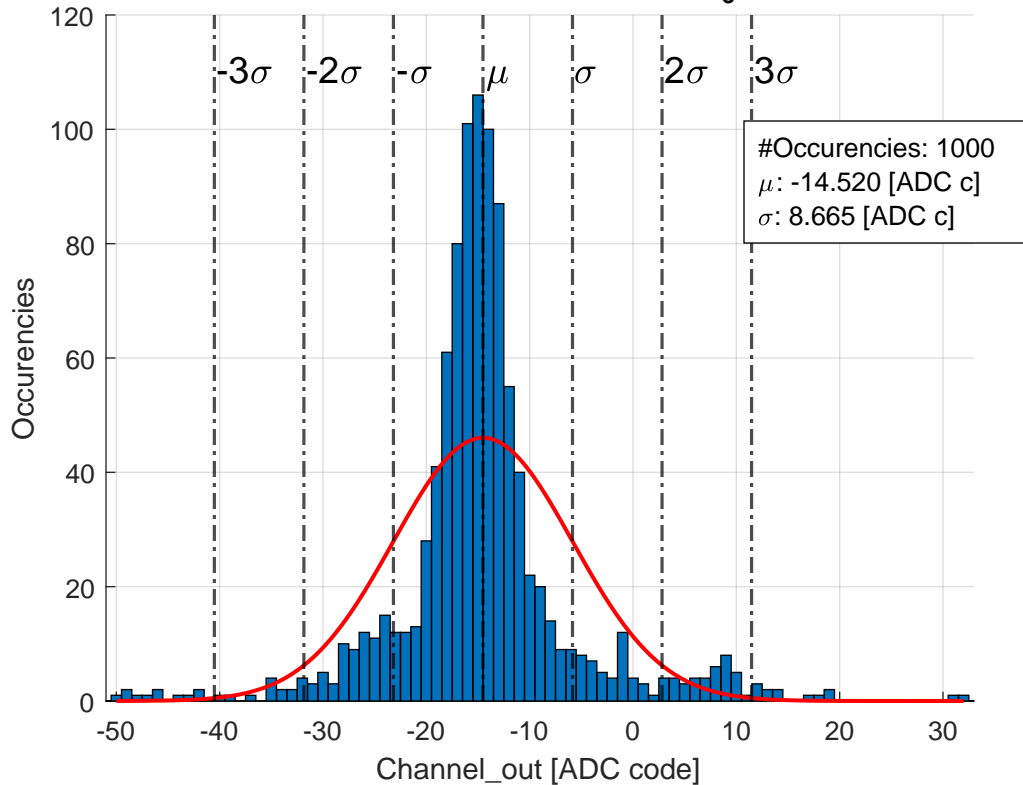 120
100
80
60
40
20
0
-3σ
-2σ
-σ
μ
σ
2σ
3σ
#Occurencies: 1000
μ: -14.520 [ADC c]
σ: 8.665 [ADC c]
Occurencies
-50
-40
-30
-20
-10
0
10
20
30
Channel_out [ADC code]